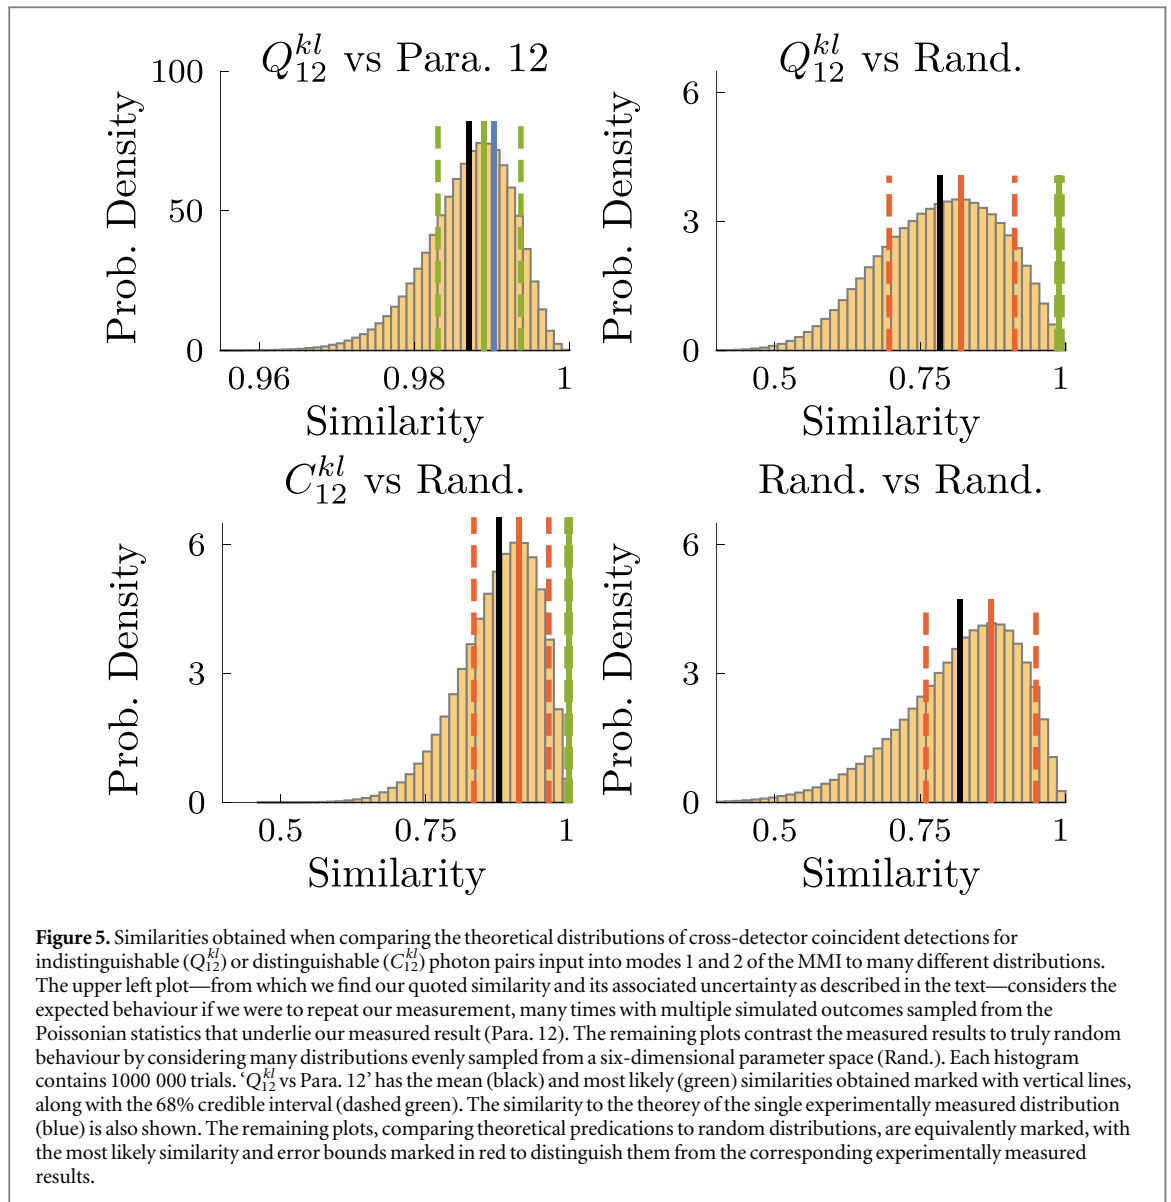 Q_{12}^{kl} vs Para. 12
100
50
0
Prob. Density
0.96 0.98 1
Similarity
Q_{12}^{kl} vs Rand.
6
3
0
Prob. Density
0.5 0.75 1
Similarity
C_{12}^{kl} vs Rand.
6
3
0
Prob. Density
0.5 0.75 1
Similarity
Rand. vs Rand.
6
3
0
Prob. Density
0.5 0.75 1
Similarity
Figure 5. Similarities obtained when comparing the theoretical distributions of cross-detector coincident detections for
indistinguishable (Q_{12}^{kl}) or distinguishable (C_{12}^{kl}) photon pairs input into modes 1 and 2 of the MMI to many different distributions.
The upper left plot—from which we find our quoted similarity and its associated uncertainty as described in the text—considers the
expected behaviour if we were to repeat our measurement, many times with multiple simulated outcomes sampled from the
Poissonian statistics that underlie our measured result (Para. 12). The remaining plots contrast the measured results to truly random
behaviour by considering many distributions evenly sampled from a six-dimensional parameter space (Rand.). Each histogram
contains 1000 000 trials. ‘Q_{12}^{kl} vs Para. 12’ has the mean (black) and most likely (green) similarities obtained marked with vertical lines,
along with the 68% credible interval (dashed green). The similarity to the theorey of the single experimentally measured distribution
(blue) is also shown. The remaining plots, comparing theoretical predications to random distributions, are equivalently marked, with
the most likely similarity and error bounds marked in red to distinguish them from the corresponding experimentally measured
results.